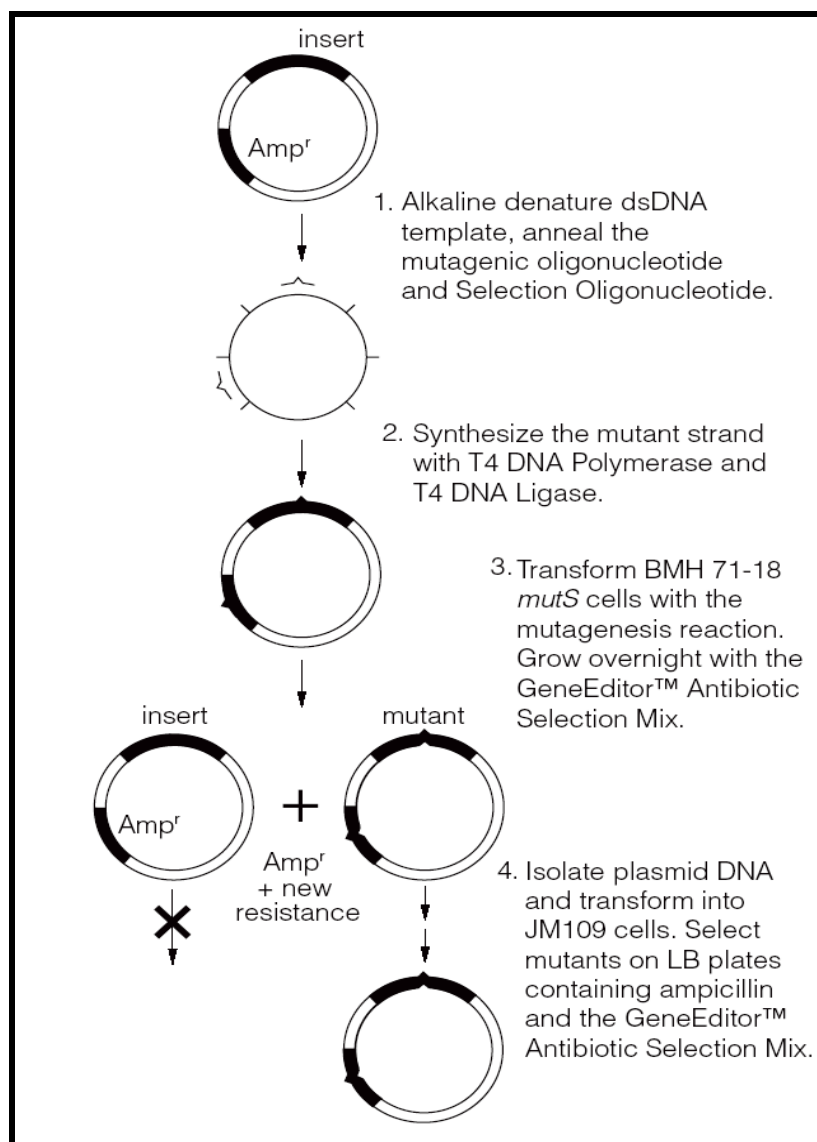 insert
Ampʳ
1. Alkaline denature dsDNA
template, anneal the
mutagenic oligonucleotide
and Selection Oligonucleotide.
2. Synthesize the mutant strand
with T4 DNA Polymerase and
T4 DNA Ligase.
3. Transform BMH 71-18
mutS cells with the
mutagenesis reaction.
Grow overnight with the
GeneEditor™ Antibiotic
Selection Mix.
insert
mutant
Ampʳ
+
Ampʳ
+ new
resistance
4. Isolate plasmid DNA
and transform into
JM109 cells. Select
mutants on LB plates
containing ampicillin
and the GeneEditor™
Antibiotic Selection Mix.